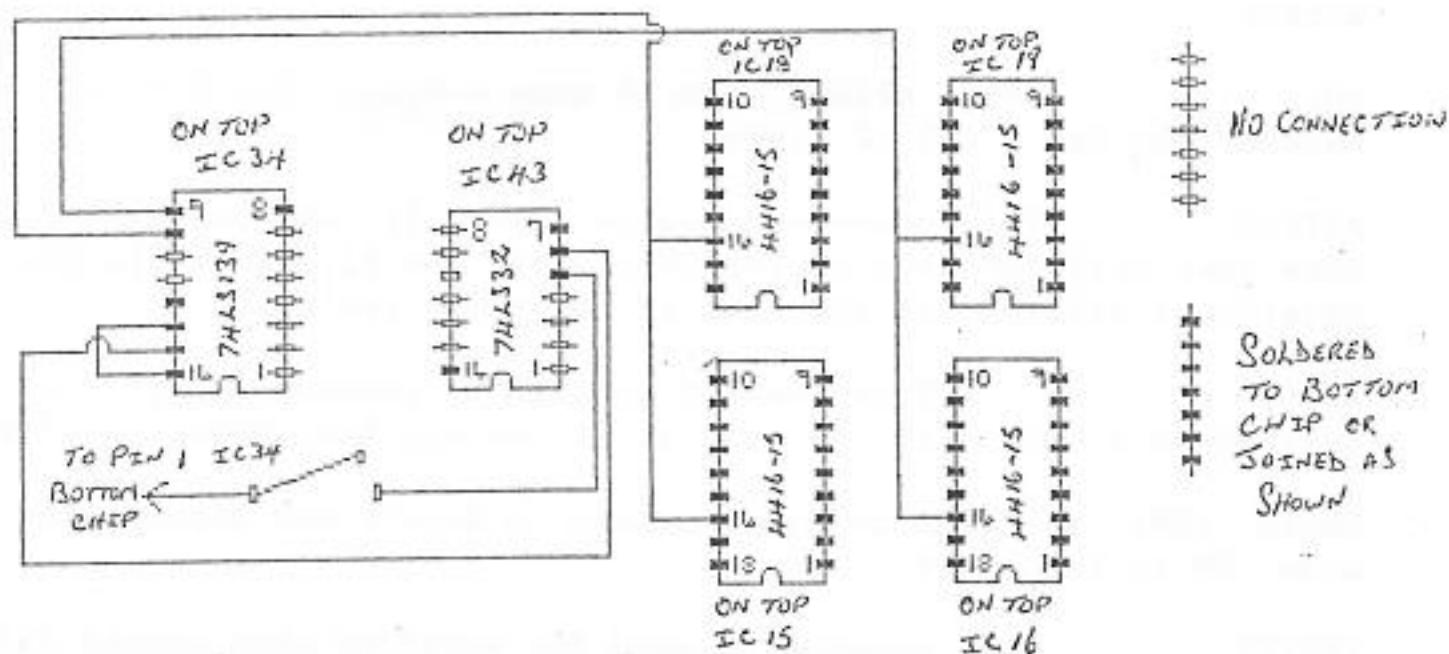 ON TOP
IC 34
9
8
74LS139
16
1
ON TOP
IC43
8
7
74LS32
14
1
TO PIN 1 IC34
BOTTOM
CHIP
ON TOP
IC 18
10
9
4416-15
16
1
ON TOP
IC 19
10
9
4416-15
16
1
10
9
4416-15
16
18
1
ON TOP
IC 15
10
9
4416-15
16
18
1
ON TOP
IC 16
NO CONNECTION
SOLDERED
TO BOTTOM
CHIP OR
JOINED AS
SHOWN